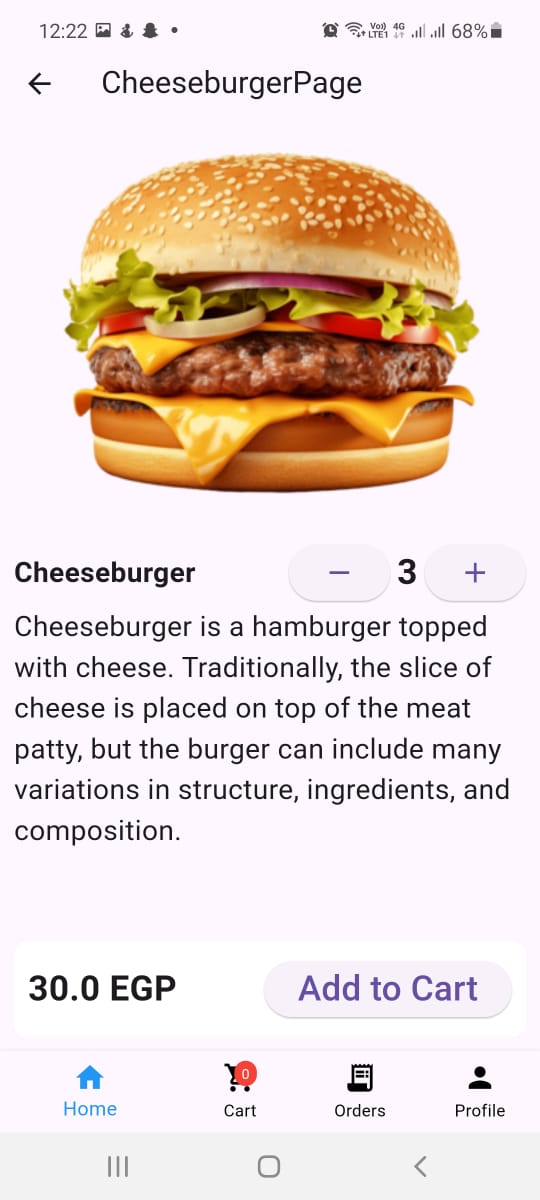 12:22 Vo)) LTE1 4G 68%
CheeseburgerPage
Cheeseburger − 3 +
Cheeseburger is a hamburger topped
with cheese. Traditionally, the slice of
cheese is placed on top of the meat
patty, but the burger can include many
variations in structure, ingredients, and
composition.
30.0 EGP Add to Cart
0
Home Cart Orders Profile